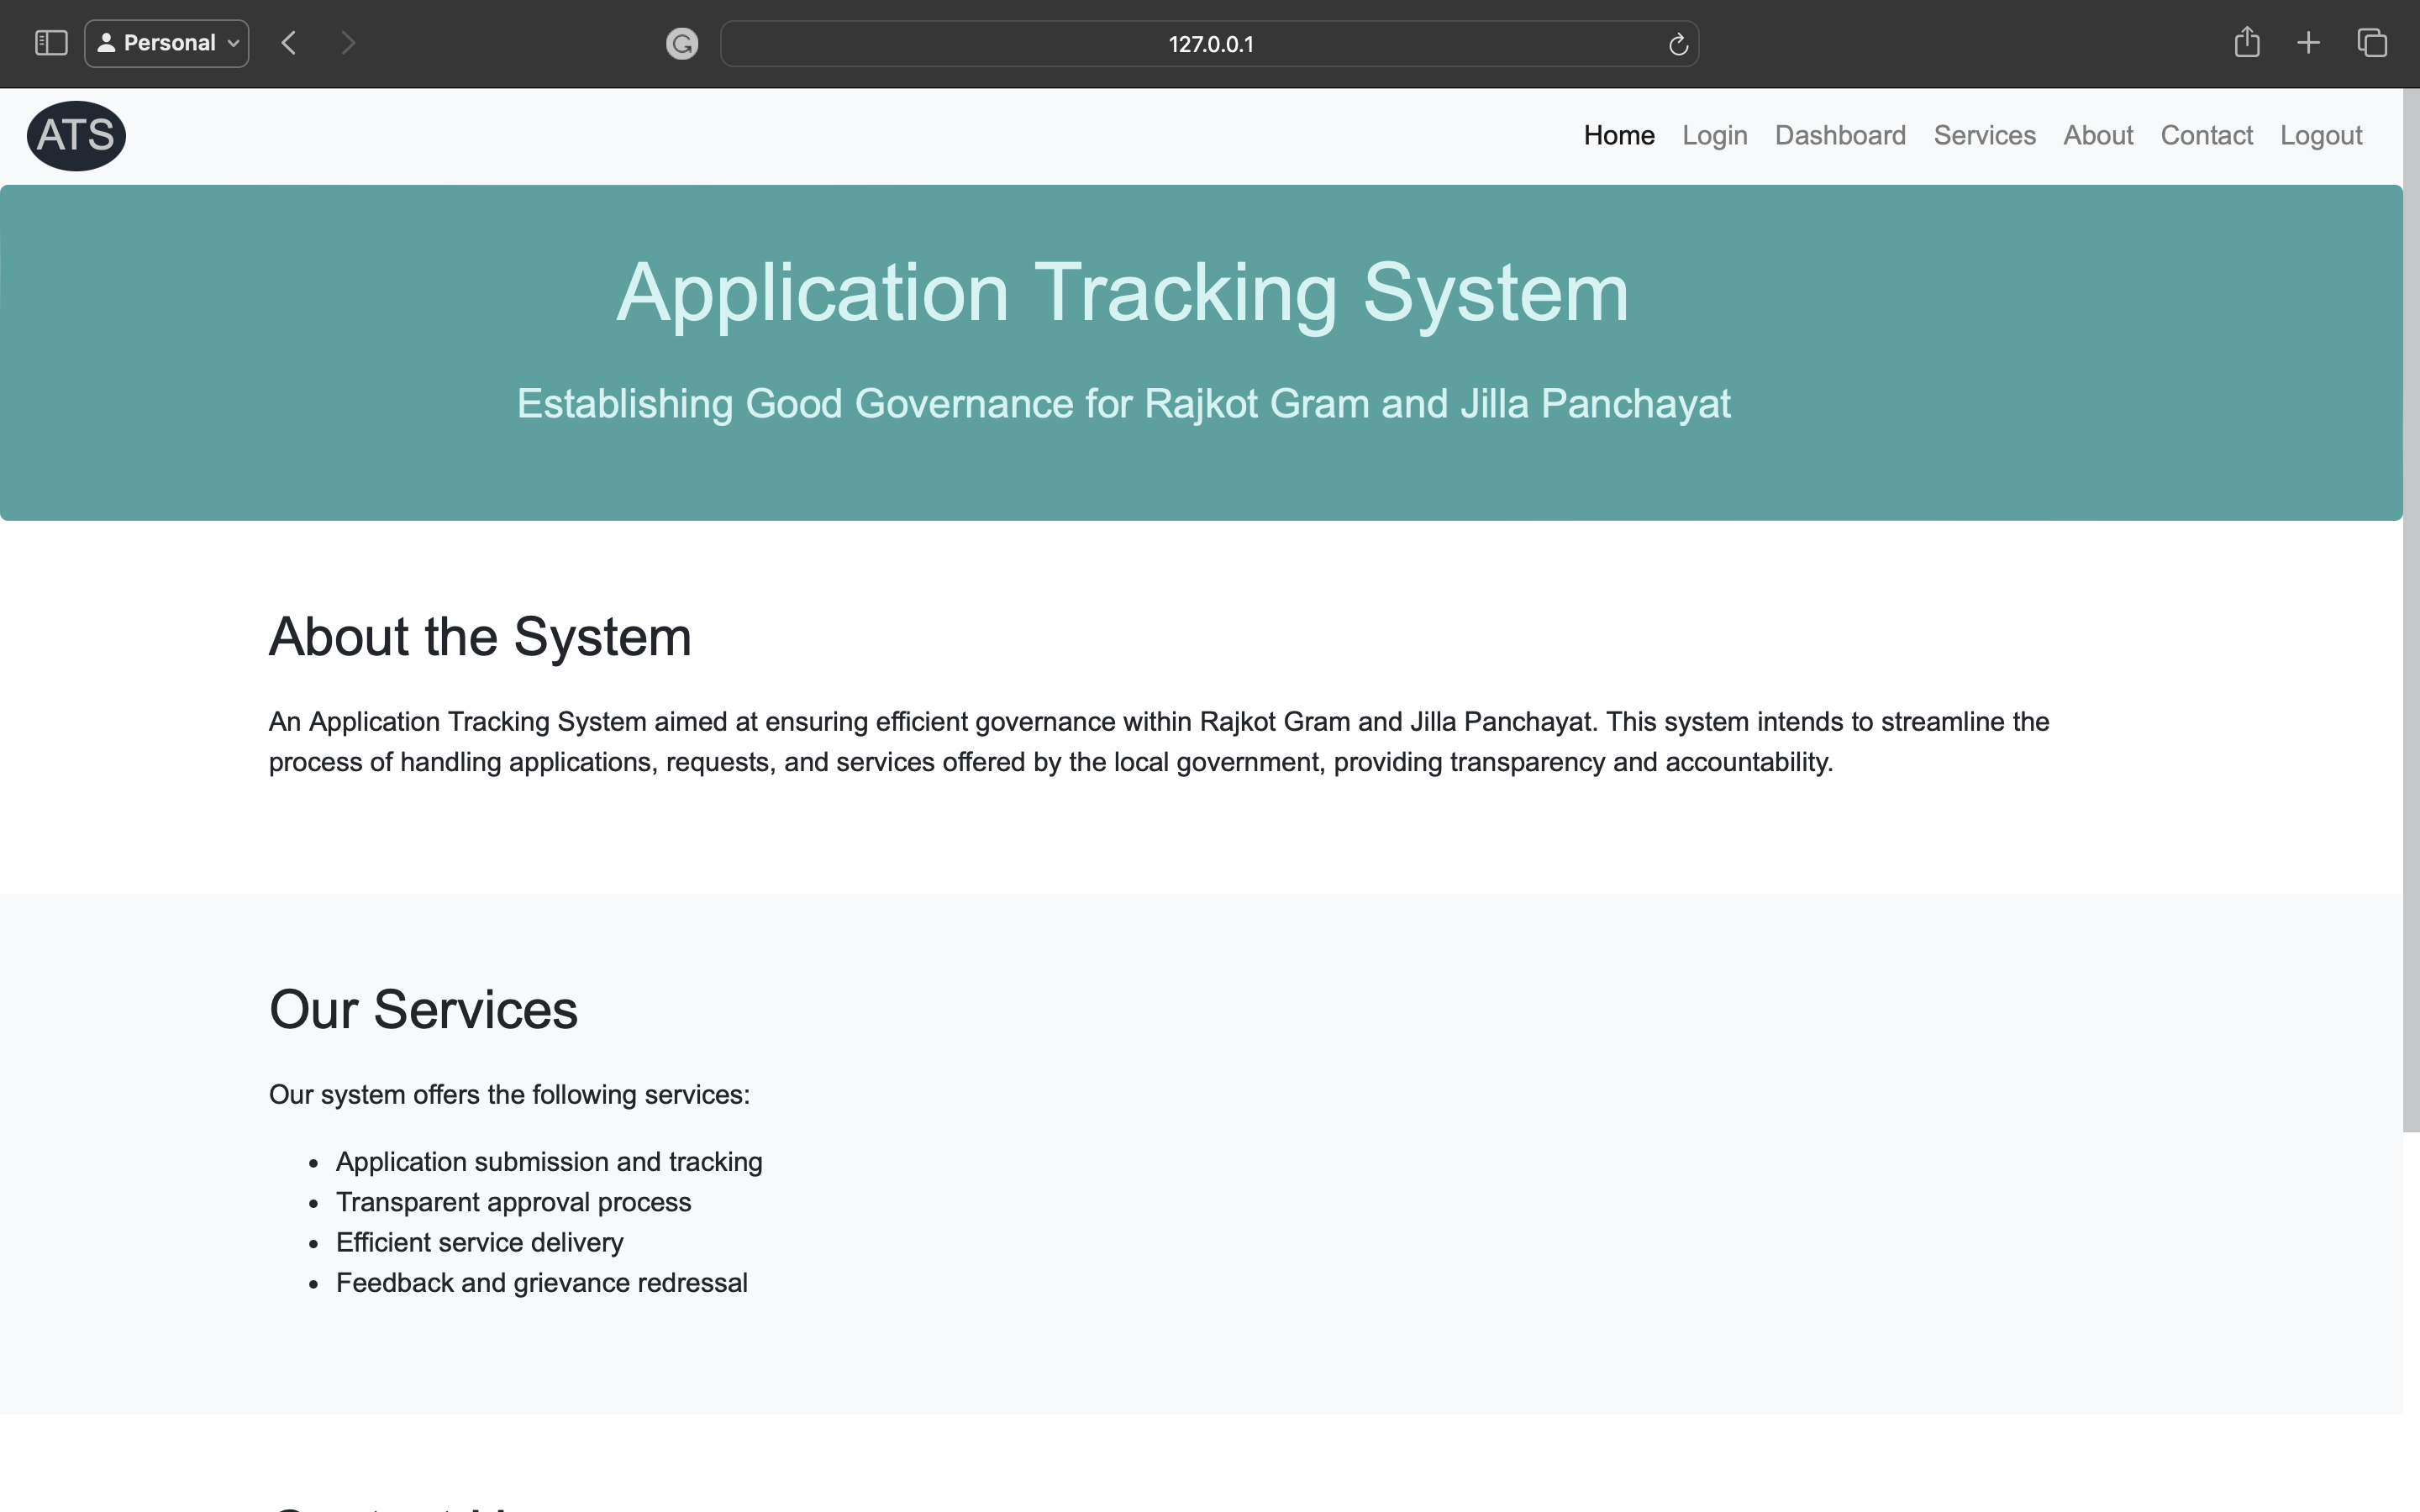 Personal
127.0.0.1
ATS
Home Login Dashboard Services About Contact Logout
Application Tracking System
Establishing Good Governance for Rajkot Gram and Jilla Panchayat
About the System
An Application Tracking System aimed at ensuring efficient governance within Rajkot Gram and Jilla Panchayat. This system intends to streamline the
process of handling applications, requests, and services offered by the local government, providing transparency and accountability.
Our Services
Our system offers the following services:
• Application submission and tracking
• Transparent approval process
• Efficient service delivery
• Feedback and grievance redressal